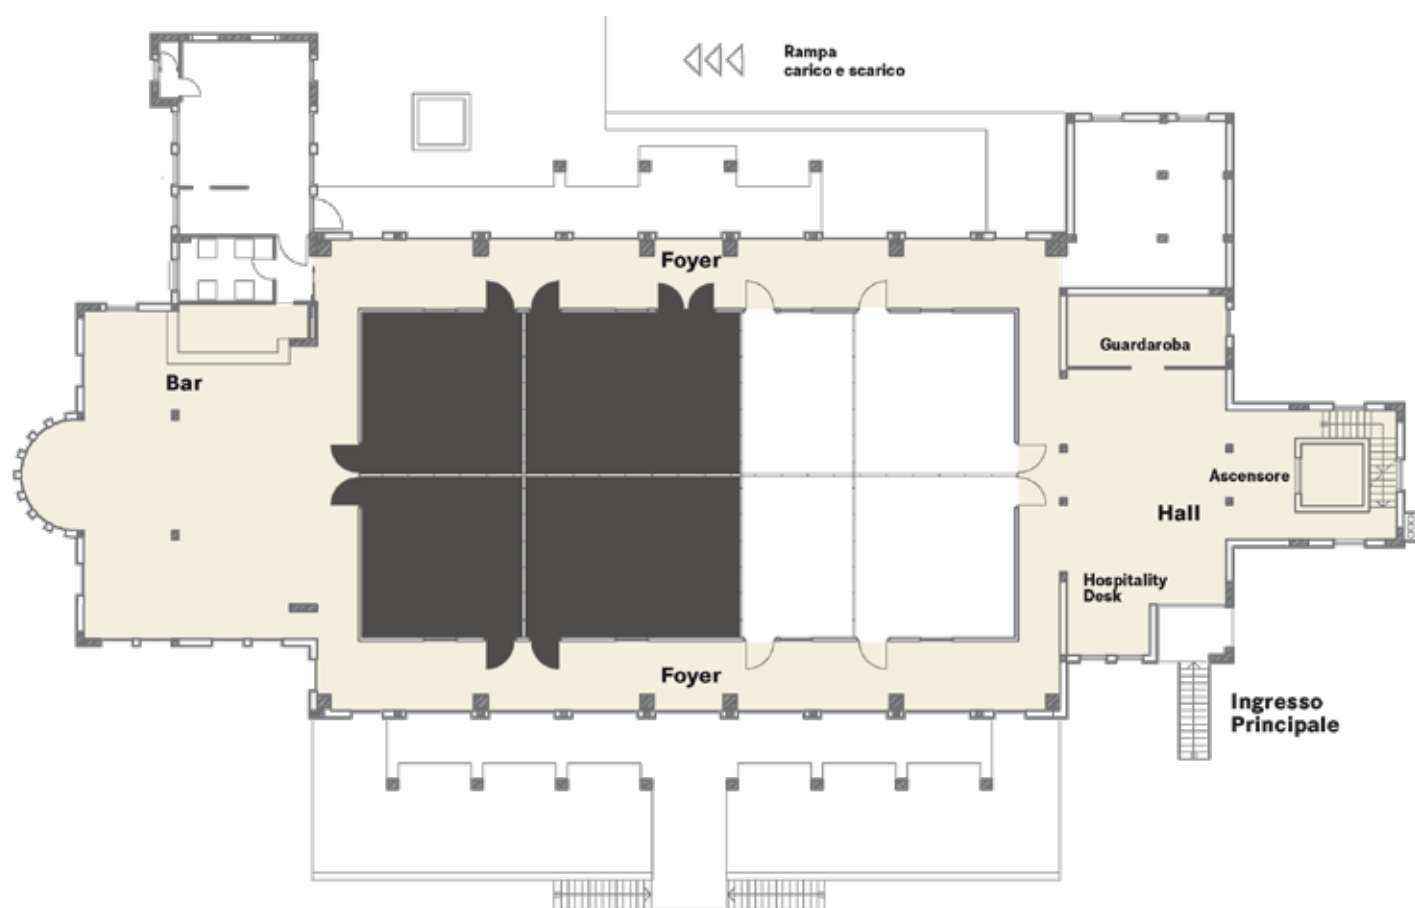 Rampa
carico e scarico
Foyer
Guardaroba
Bar
Ascensore
Hall
Hospitality
Desk
Foyer
Ingresso
Principale